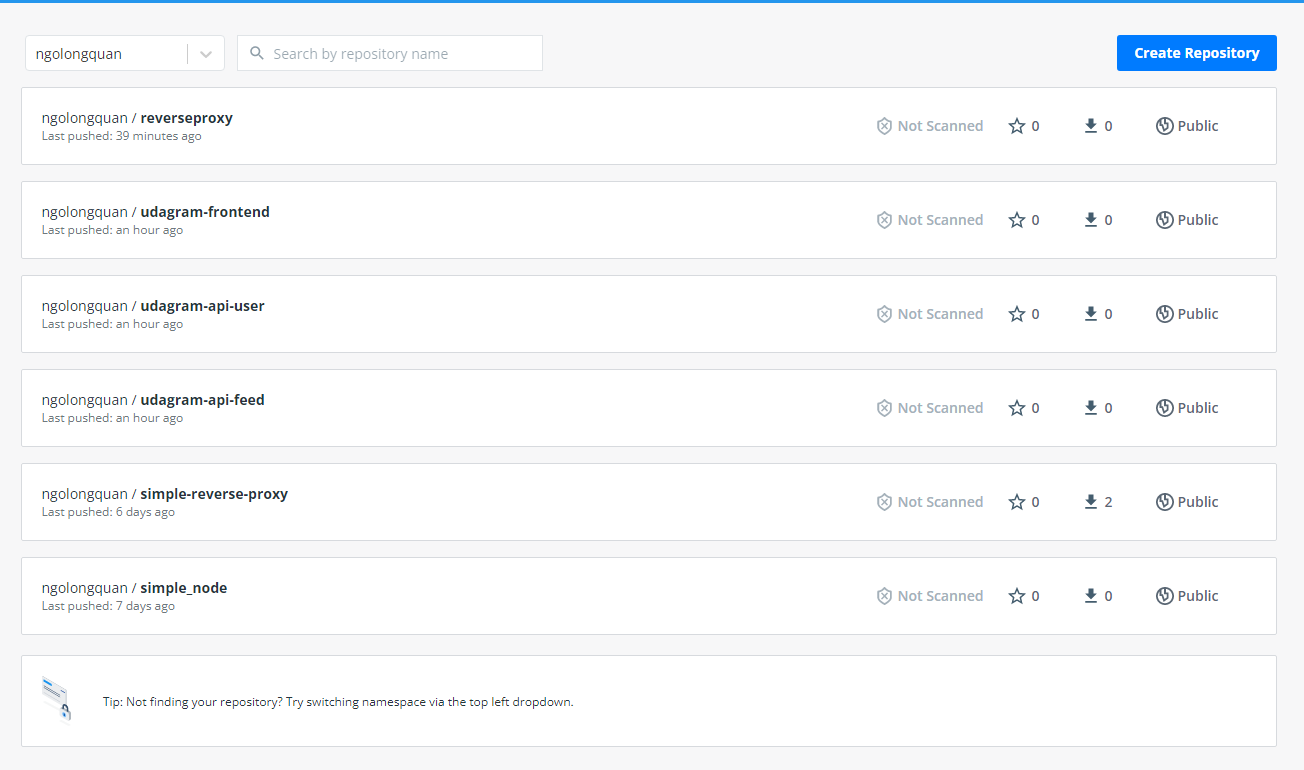 ngolongquan
Search by repository name
Create Repository
ngolongquan / reverseproxy
Last pushed: 39 minutes ago
Not Scanned
0
0
Public
ngolongquan / udagram-frontend
Last pushed: an hour ago
Not Scanned
0
0
Public
ngolongquan / udagram-api-user
Last pushed: an hour ago
Not Scanned
0
0
Public
ngolongquan / udagram-api-feed
Last pushed: an hour ago
Not Scanned
0
0
Public
ngolongquan / simple-reverse-proxy
Last pushed: 6 days ago
Not Scanned
0
2
Public
ngolongquan / simple_node
Last pushed: 7 days ago
Not Scanned
0
0
Public
Tip: Not finding your repository? Try switching namespace via the top left dropdown.